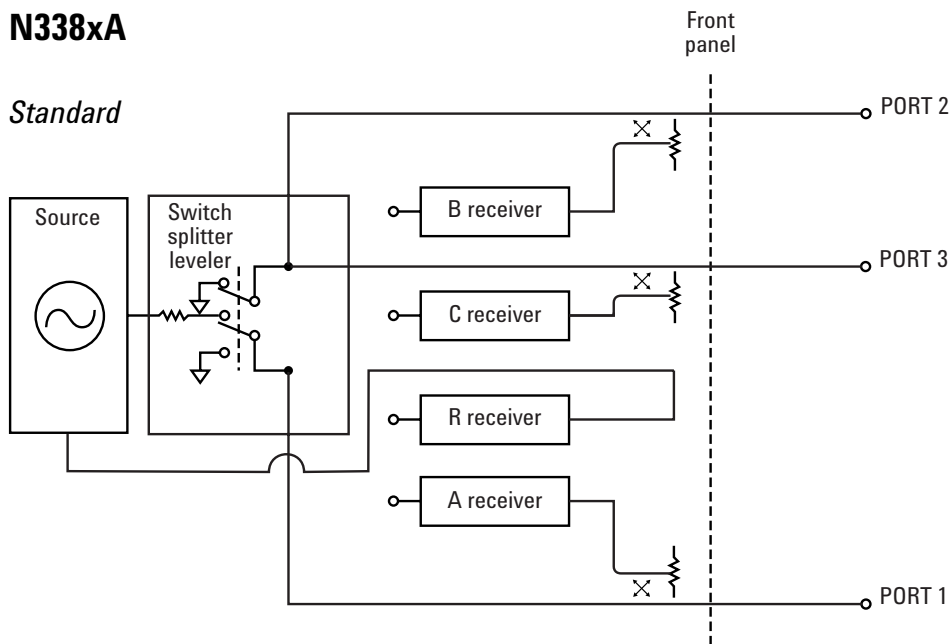 N338xA
Front
panel
Standard
PORT 2
Source
Switch
splitter
leveler
B receiver
PORT 3
C receiver
R receiver
A receiver
PORT 1